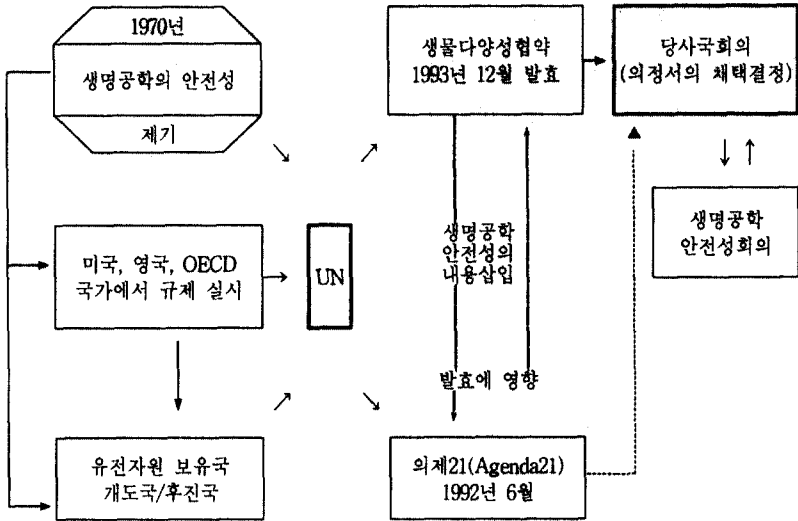 1970년
생명공학의 안전성
제기
미국, 영국, OECD
국가에서 규제 실시
유전자원 보유국
개도국/후진국
UN
생물다양성협약
1993년 12월 발효
생명공학
안전성의
내용삽입
발효에 영향
의제21(Agenda21)
1992년 6월
당사국회의
(의정서의 채택결정)
생명공학
안전성회의